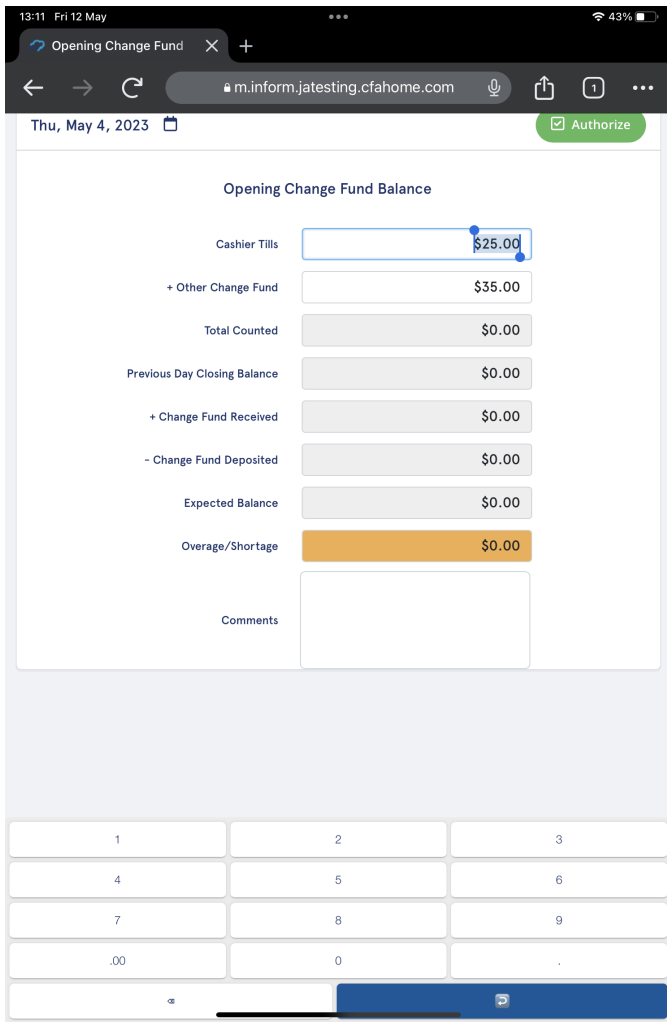 13:11 Fri 12 May
43%
Opening Change Fund
m.inform.jatesting.cfahome.com
1
Thu, May 4, 2023
Authorize
Opening Change Fund Balance
Cashier Tills $25.00
+ Other Change Fund $35.00
Total Counted $0.00
Previous Day Closing Balance $0.00
+ Change Fund Received $0.00
- Change Fund Deposited $0.00
Expected Balance $0.00
Overage/Shortage $0.00
Comments
1 2 3
4 5 6
7 8 9
.00 0 .